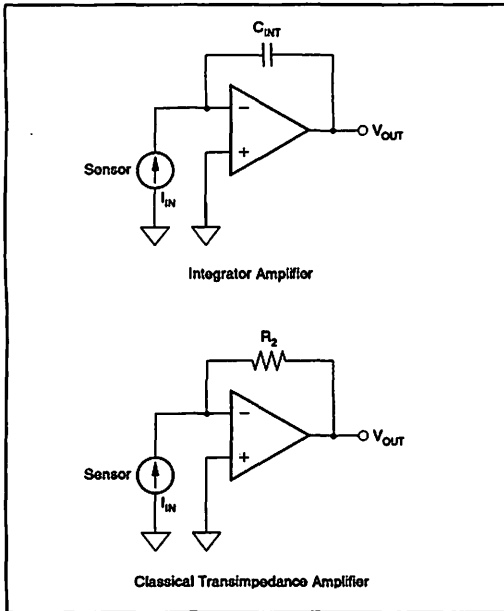 C_INT
−
+
V_OUT
Sensor
I_IN
Integrator Amplifier
R_2
−
+
V_OUT
Sensor
I_IN
Classical Transimpedance Amplifier